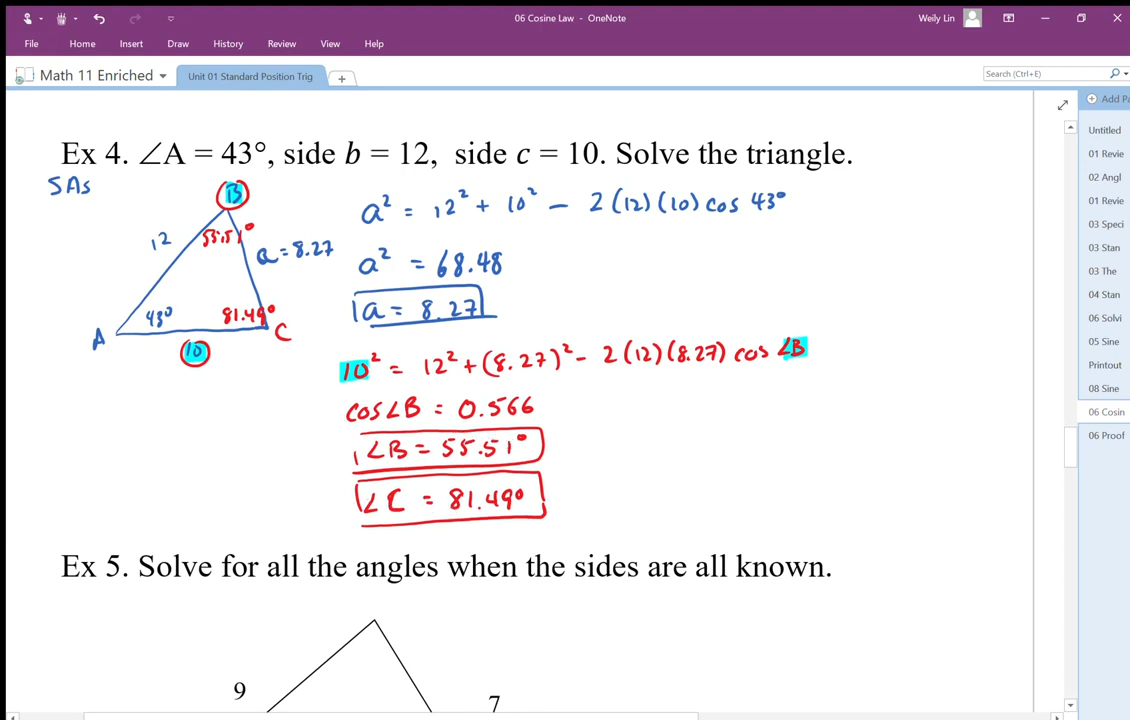 06 Cosine Law - OneNote
Weily Lin
File Home Insert Draw History Review View Help
Math 11 Enriched
Unit 01 Standard Position Trig
Search (Ctrl+E)
Add Pa
Untitled
01 Revie
02 Angl
01 Revie
03 Speci
03 Stan
03 The
04 Stan
06 Solvi
05 Sine
Printout
08 Sine
06 Cosin
06 Proof
Ex 4. ∠A = 43°, side b = 12, side c = 10. Solve the triangle.
SAs
B
12
55.51°
a = 8.27
43°
81.49°
A
C
10
a² = 12² + 10² - 2(12)(10) cos 43°
a² = 68.48
a = 8.27
10² = 12² + (8.27)² - 2(12)(8.27) cos ∠B
cos∠B = 0.566
∠B = 55.51°
∠C = 81.49°
Ex 5. Solve for all the angles when the sides are all known.
9
7